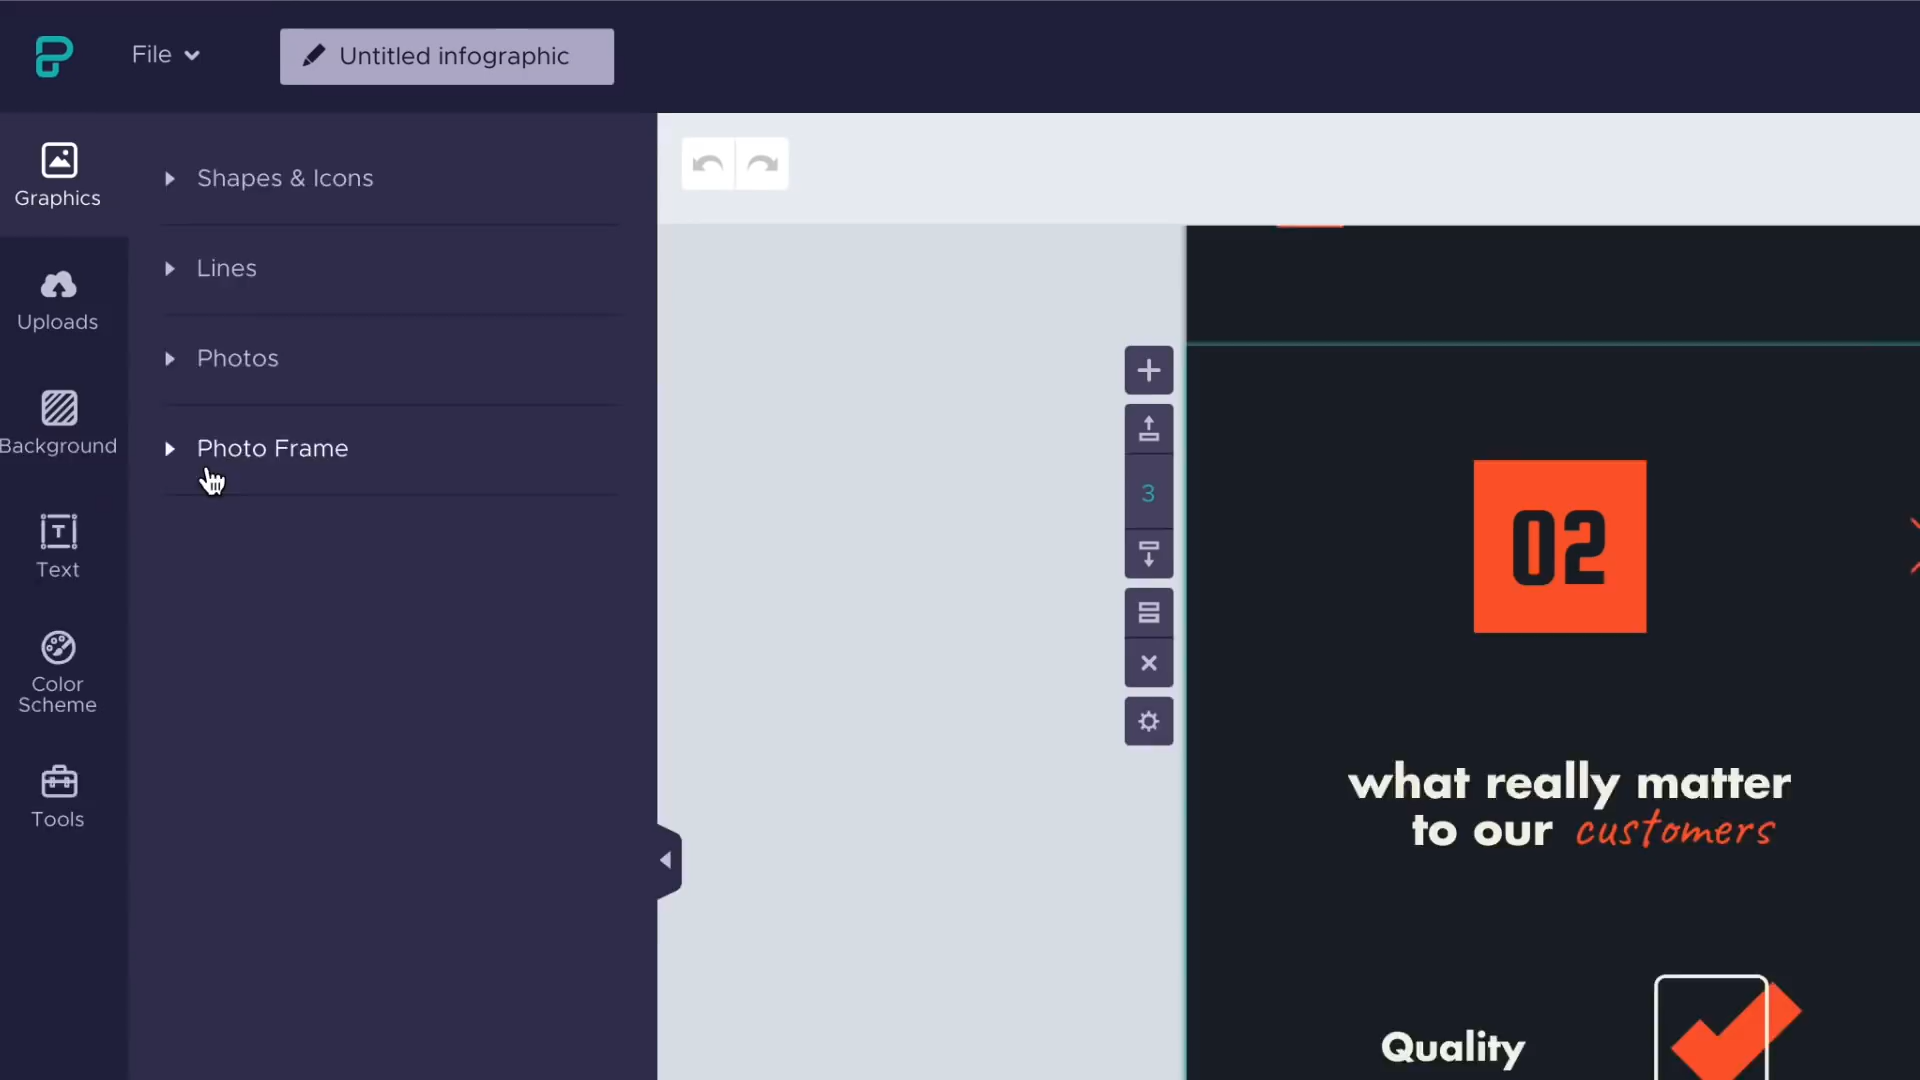 File
Untitled infographic
Graphics
Uploads
Background
Text
Color
Scheme
Tools
Shapes & Icons
Lines
Photos
Photo Frame
3
02
what really matter
to our customers
Quality